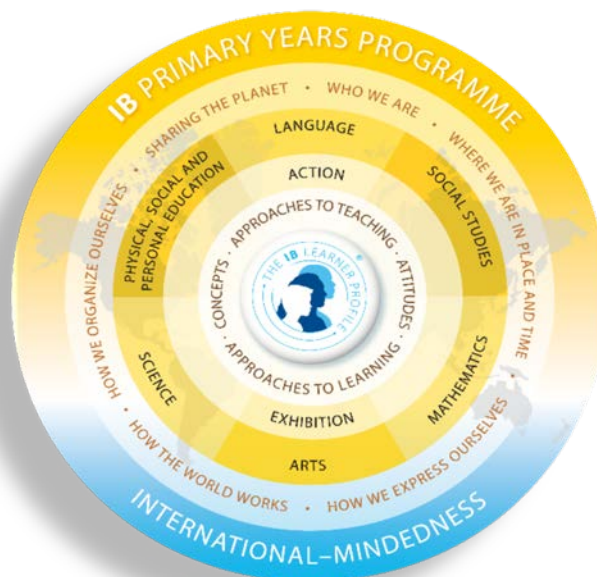 IB PRIMARY YEARS PROGRAMME
SHARING THE PLANET • WHO WE ARE • WHERE WE ARE IN PLACE AND TIME • HOW WE EXPRESS OURSELVES • HOW THE WORLD WORKS • HOW WE ORGANIZE OURSELVES •
LANGUAGE
SOCIAL STUDIES
MATHEMATICS
ARTS
SCIENCE
PHYSICAL, SOCIAL AND
PERSONAL EDUCATION
ACTION
EXHIBITION
APPROACHES TO TEACHING · ATTITUDES · APPROACHES TO LEARNING · CONCEPTS ·
THE IB LEARNER PROFILE
®
INTERNATIONAL–MINDEDNESS